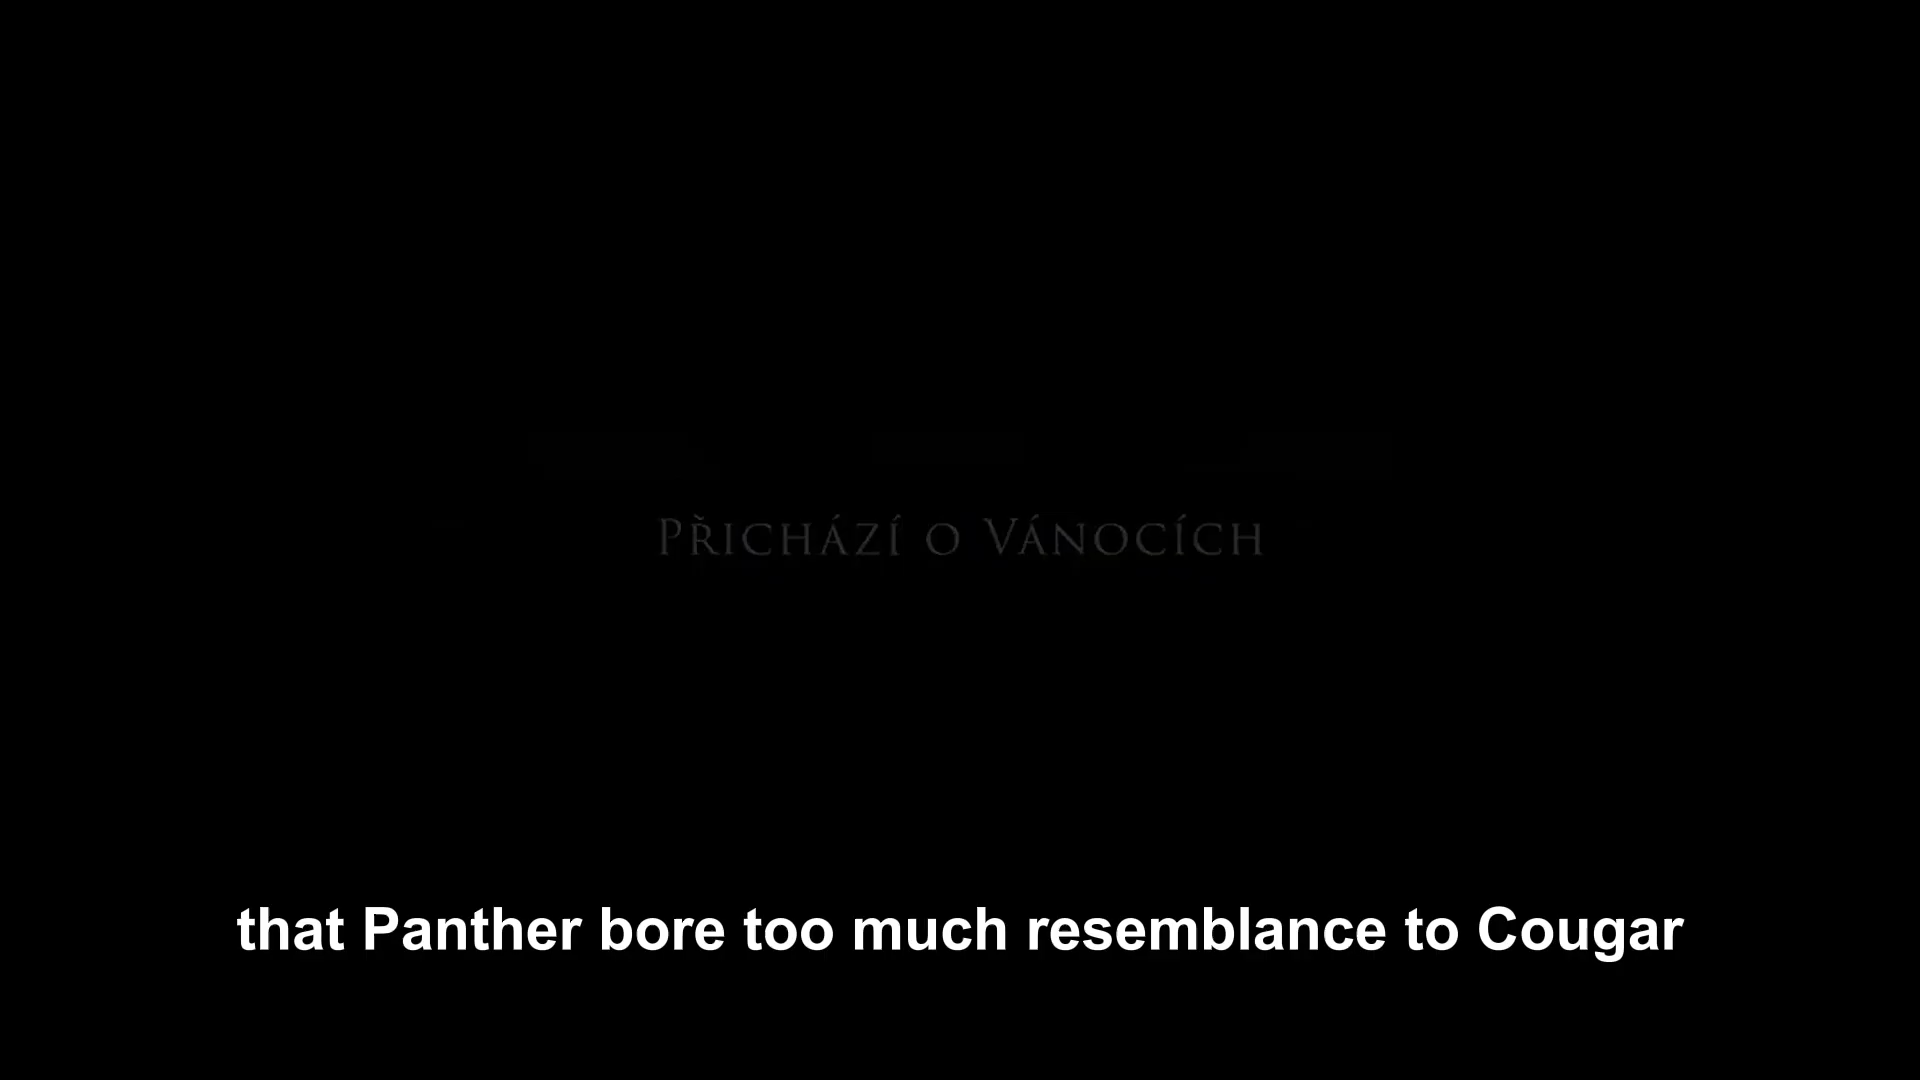 Přichází o Vánocích
that Panther bore too much resemblance to Cougar